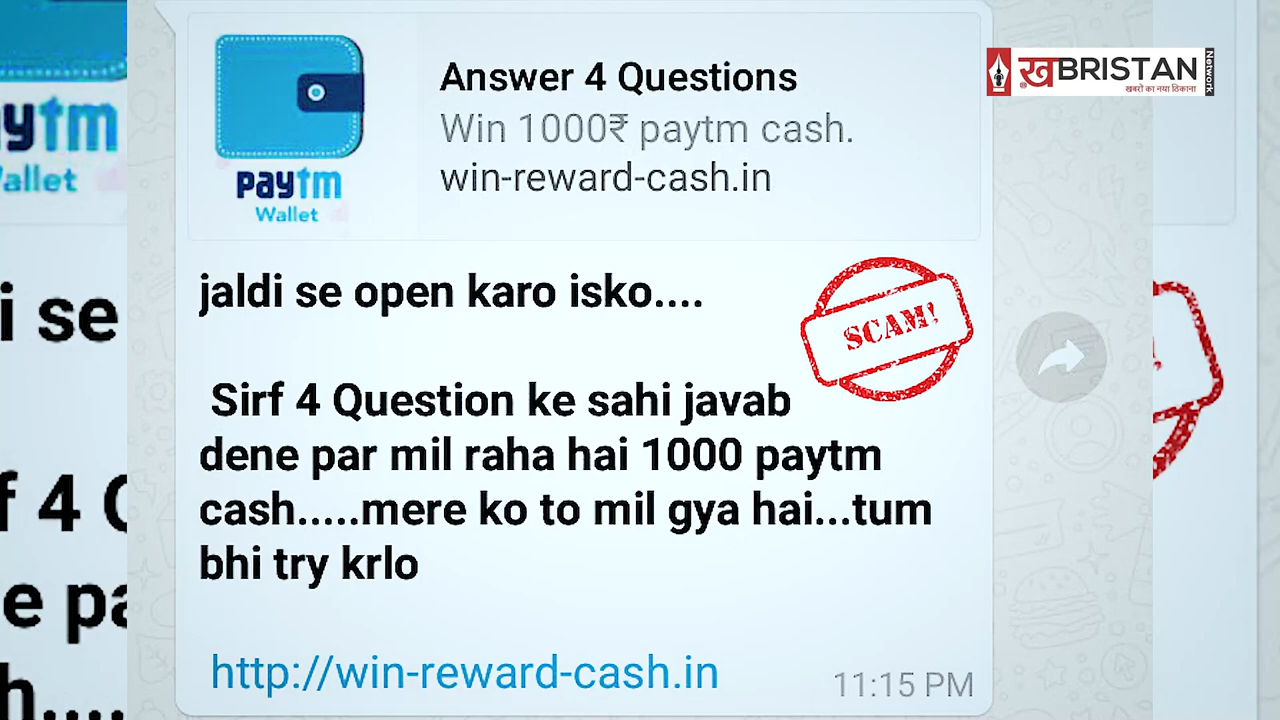 Answer 4 Questions
Win 1000₹ paytm cash.
win-reward-cash.in
paytm
Wallet
खBRISTAN
Network
खबरों का नया ठिकाना
jaldi se open karo isko....
SCAM!
Sirf 4 Question ke sahi javab
dene par mil raha hai 1000 paytm
cash.....mere ko to mil gya hai...tum
bhi try krlo
http://win-reward-cash.in
11:15 PM
ytm
allet
i se
f 4
e pa
h....